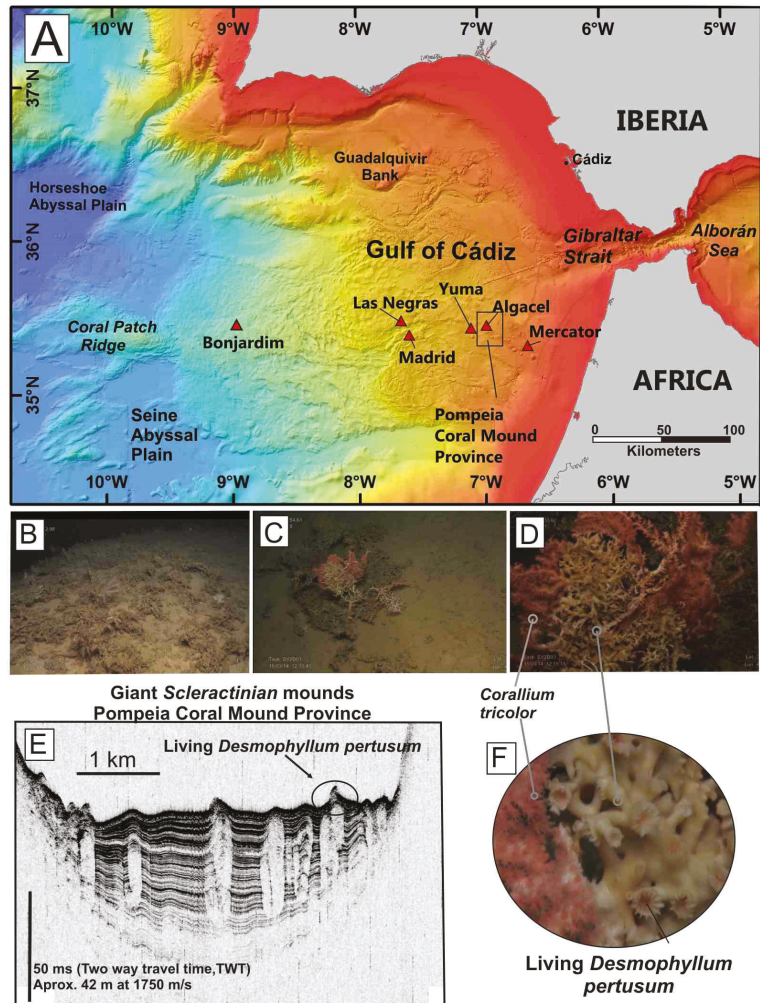 A
10°W 9°W 8°W 7°W 6°W 5°W
37°N
IBERIA
Guadalquivir
Bank
Cádiz
Horseshoe
Abyssal Plain
36°N
Gulf of Cádiz
Gibraltar
Strait
Alborán
Sea
Yuma
Algacel
Las Negras
Coral Patch
Ridge
Bonjardim
Madrid
Mercator
35°N
AFRICA
Seine
Abyssal
Plain
Pompeia
Coral Mound
Province
0 50 100
Kilometers
10°W 9°W 8°W 7°W 6°W 5°W
B
C
D
Giant Scleractinian mounds
Pompeia Coral Mound Province
Corallium
tricolor
E
1 km
Living Desmophyllum pertusum
F
50 ms (Two way travel time,TWT)
Aprox. 42 m at 1750 m/s
Living Desmophyllum
pertusum